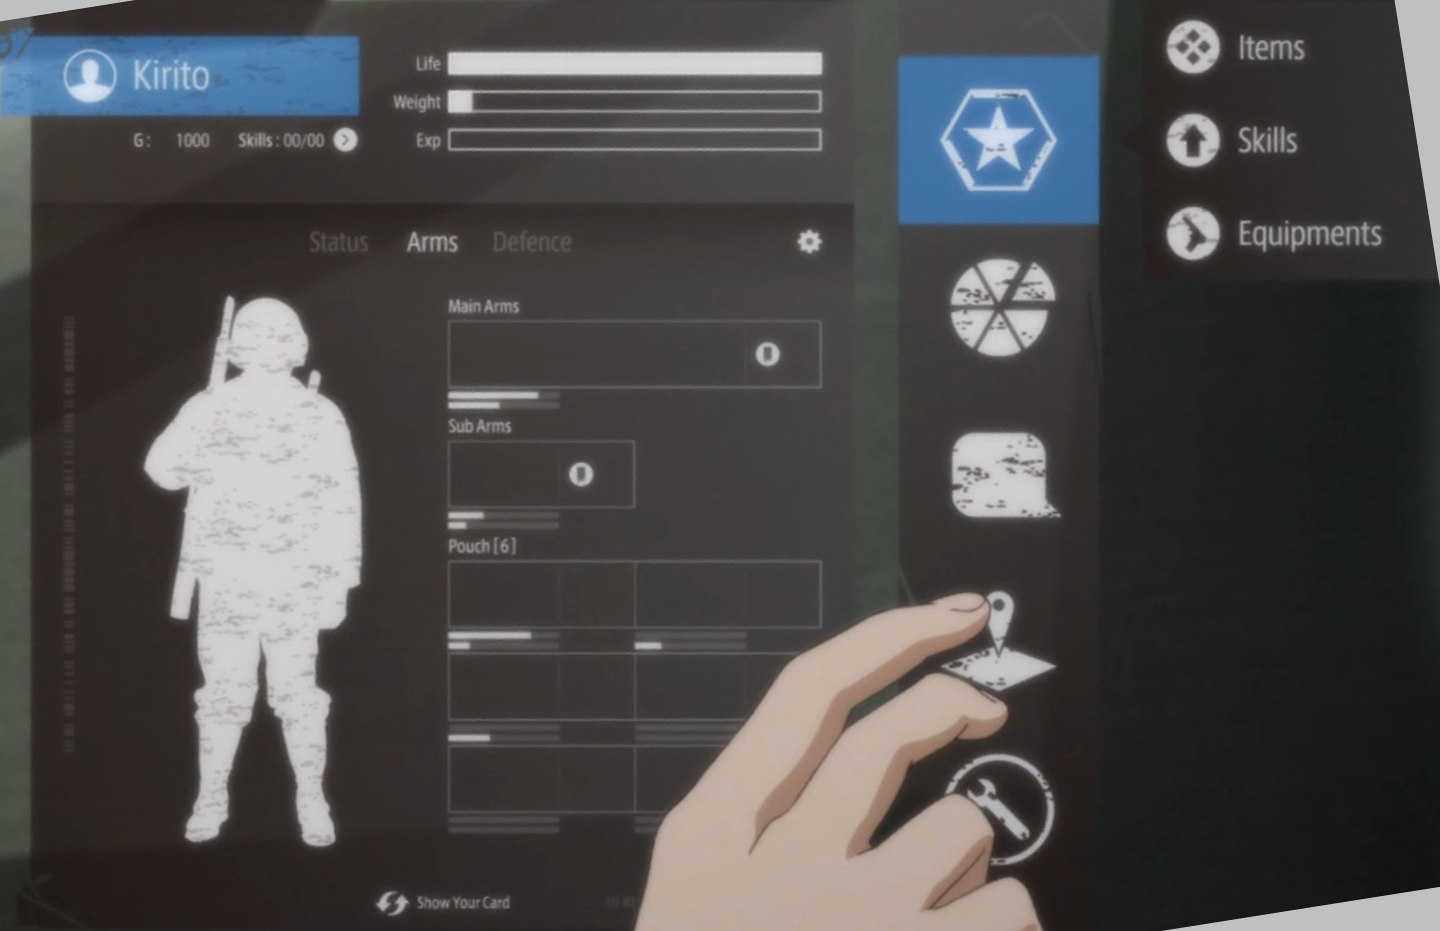 Kirito
G: 1000 Skills: 00/00
Life
Weight
Exp
Status Arms Defence
Main Arms
Sub Arms
Pouch [6]
Show Your Card
Items
Skills
Equipments